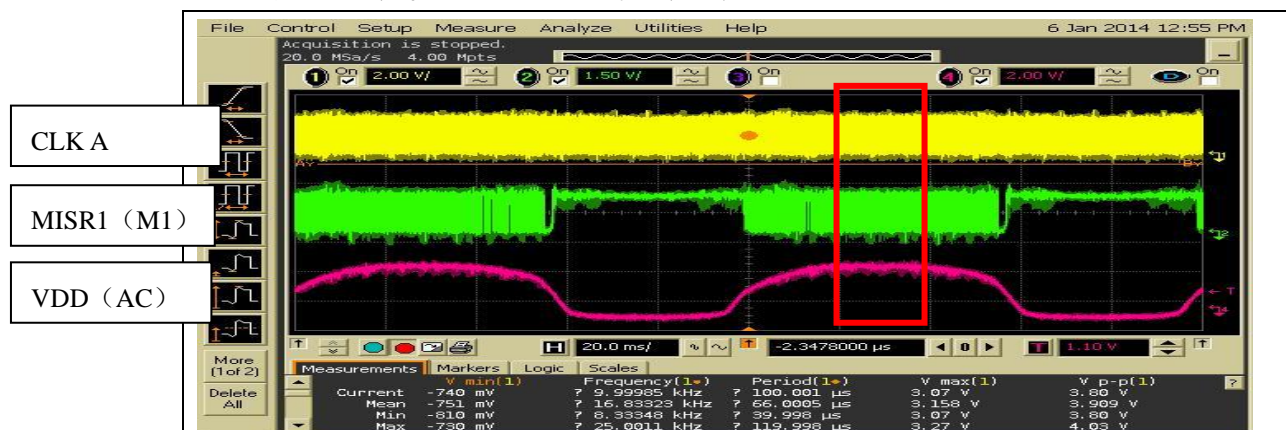 File Control Setup Measure Analyze Utilities Help 6 Jan 2014 12:55 PM
Acquisition is stopped.
20.0 MSa/s 4.00 Mpts
1 On 2.00 V/ 2 On 1.50 V/ 3 On 4 On 2.00 V/ D On
CLK A
MISR1（M1）
VDD（AC）
Ay By
1
2
T
4
H 20.0 ms/ -2.3478000 µs 0 T 1.10 V
More
(1 of 2)
Delete
All
Measurements Markers Logic Scales
V min(1) Frequency(1) Period(1) V max(1) V p-p(1) ?
Current -740 mV ? 9.99985 kHz ? 100.001 µs 3.07 V 3.80 V
Mean -751 mV ? 16.83323 kHz ? 66.0005 µs 3.158 V 3.909 V
Min -810 mV ? 8.33348 kHz ? 39.998 µs 3.07 V 3.80 V
Max -730 mV ? 25.0011 kHz ? 119.998 µs 3.27 V 4.03 V